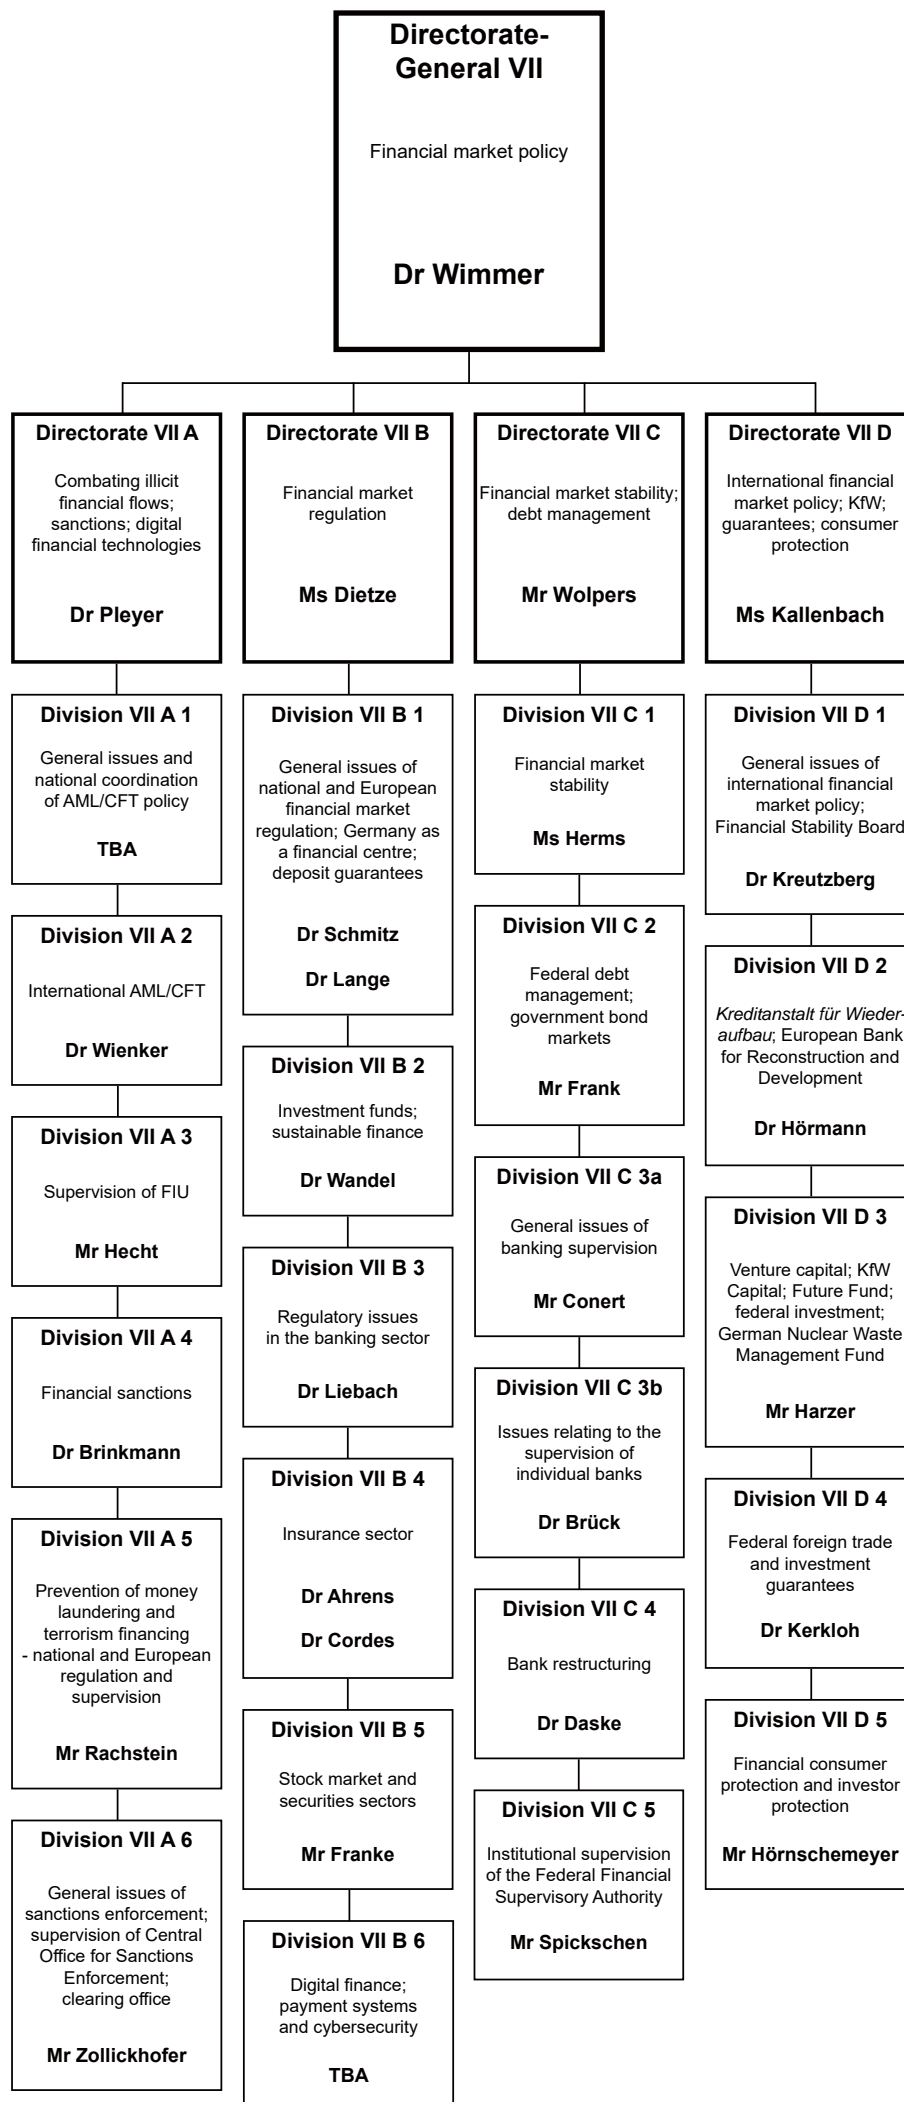 Directorate-
General VII
Financial market policy
Dr Wimmer
Directorate VII A
Combating illicit
financial flows;
sanctions; digital
financial technologies
Dr Pleyer
Division VII A 1
General issues and
national coordination
of AML/CFT policy
TBA
Division VII A 2
International AML/CFT
Dr Wienker
Division VII A 3
Supervision of FIU
Mr Hecht
Division VII A 4
Financial sanctions
Dr Brinkmann
Division VII A 5
Prevention of money
laundering and
terrorism financing
- national and European
regulation and
supervision
Mr Rachstein
Division VII A 6
General issues of
sanctions enforcement;
supervision of Central
Office for Sanctions
Enforcement;
clearing office
Mr Zollickhofer
Directorate VII B
Financial market
regulation
Ms Dietze
Division VII B 1
General issues of
national and European
financial market
regulation; Germany as
a financial centre;
deposit guarantees
Dr Schmitz
Dr Lange
Division VII B 2
Investment funds;
sustainable finance
Dr Wandel
Division VII B 3
Regulatory issues
in the banking sector
Dr Liebach
Division VII B 4
Insurance sector
Dr Ahrens
Dr Cordes
Division VII B 5
Stock market and
securities sectors
Mr Franke
Division VII B 6
Digital finance;
payment systems
and cybersecurity
TBA
Directorate VII C
Financial market stability;
debt management
Mr Wolpers
Division VII C 1
Financial market
stability
Ms Herms
Division VII C 2
Federal debt
management;
government bond
markets
Mr Frank
Division VII C 3a
General issues of
banking supervision
Mr Conert
Division VII C 3b
Issues relating to the
supervision of
individual banks
Dr Brück
Division VII C 4
Bank restructuring
Dr Daske
Division VII C 5
Institutional supervision
of the Federal Financial
Supervisory Authority
Mr Spickschen
Directorate VII D
International financial
market policy; KfW;
guarantees; consumer
protection
Ms Kallenbach
Division VII D 1
General issues of
international financial
market policy;
Financial Stability Board
Dr Kreutzberg
Division VII D 2
Kreditanstalt für Wieder-
aufbau; European Bank
for Reconstruction and
Development
Dr Hörmann
Division VII D 3
Venture capital; KfW
Capital; Future Fund;
federal investment;
German Nuclear Waste
Management Fund
Mr Harzer
Division VII D 4
Federal foreign trade
and investment
guarantees
Dr Kerkloh
Division VII D 5
Financial consumer
protection and investor
protection
Mr Hörnschemeyer